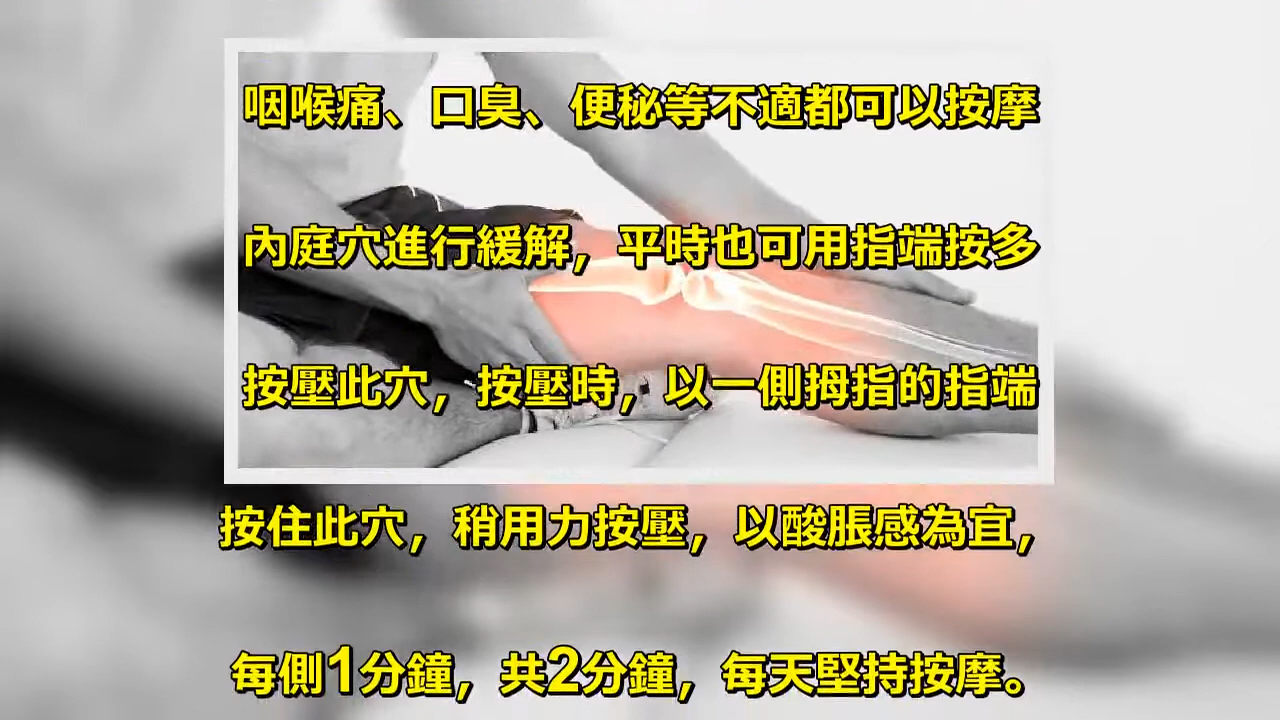 咽喉痛、口臭、便秘等不適都可以按摩
內庭穴進行緩解，平時也可用指端按多
按壓此穴，按壓時，以一側拇指的指端
按住此穴，稍用力按壓，以酸脹感為宜，
每側1分鐘，共2分鐘，每天堅持按摩。